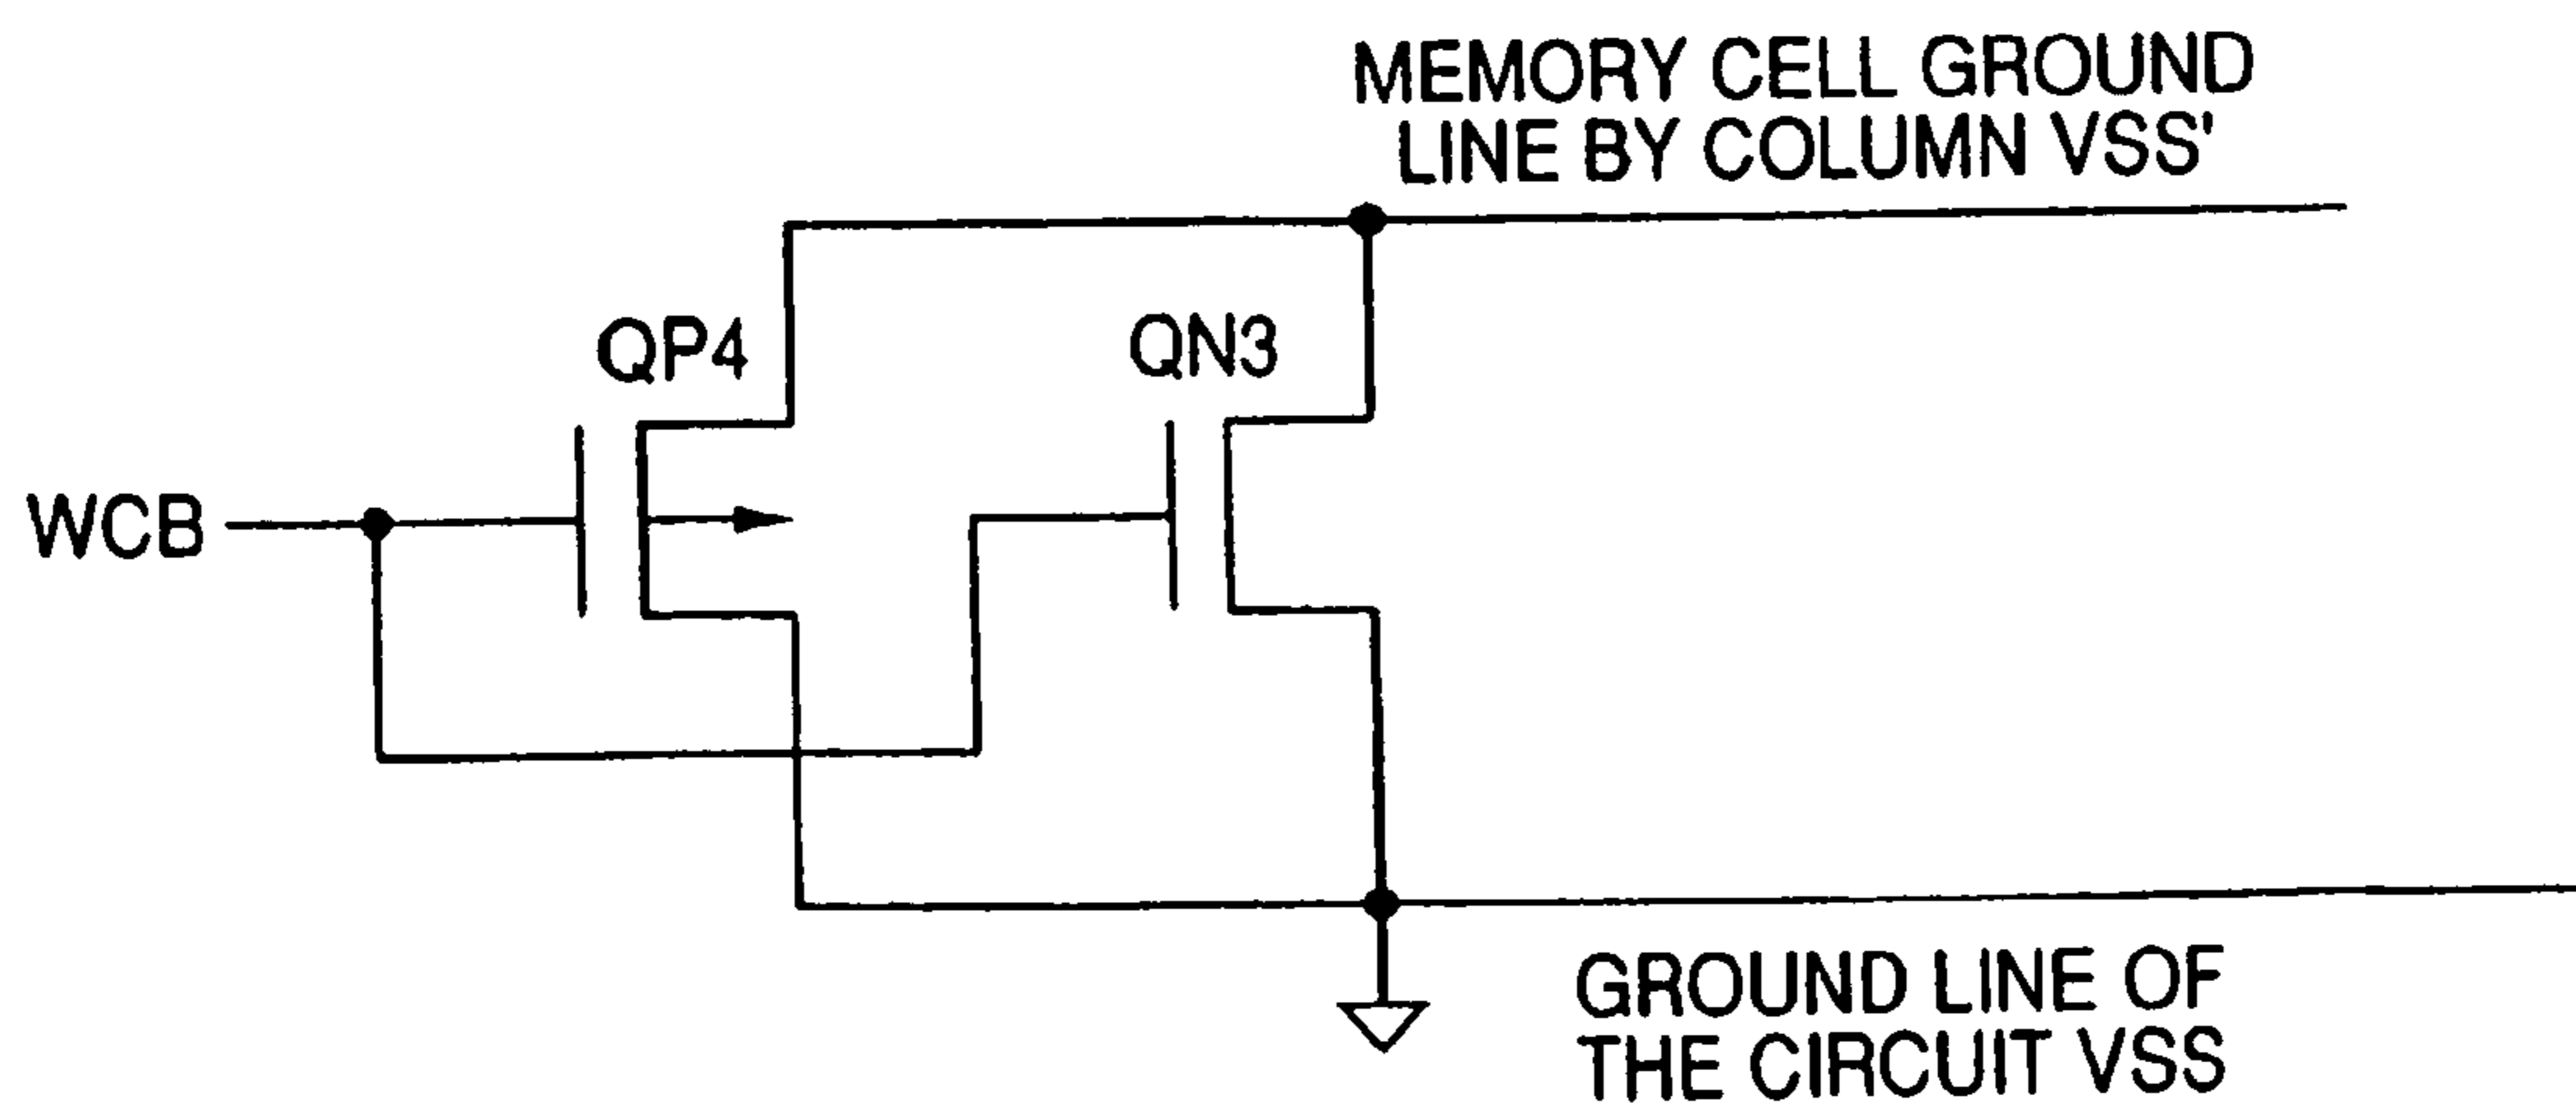 MEMORY CELL GROUND
LINE BY COLUMN VSS'
QP4
QN3
WCB
GROUND LINE OF
THE CIRCUIT VSS